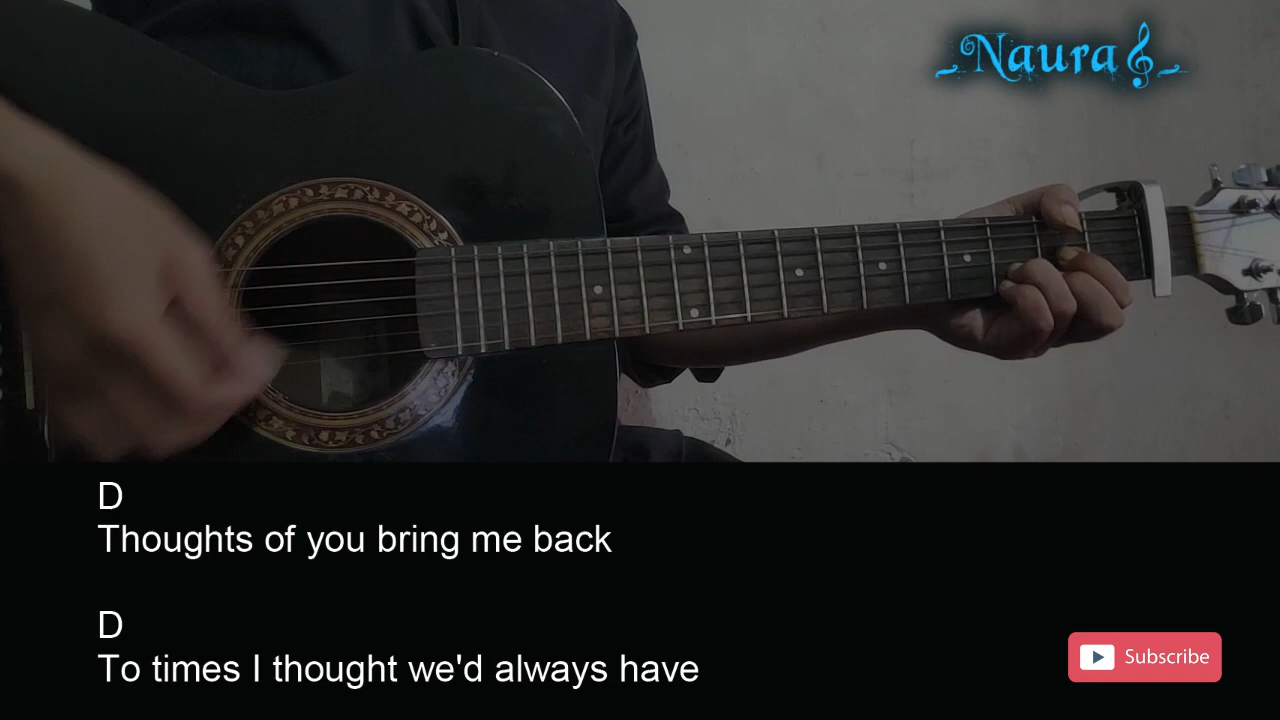 Naura
D
Thoughts of you bring me back
D
To times I thought we'd always have
Subscribe